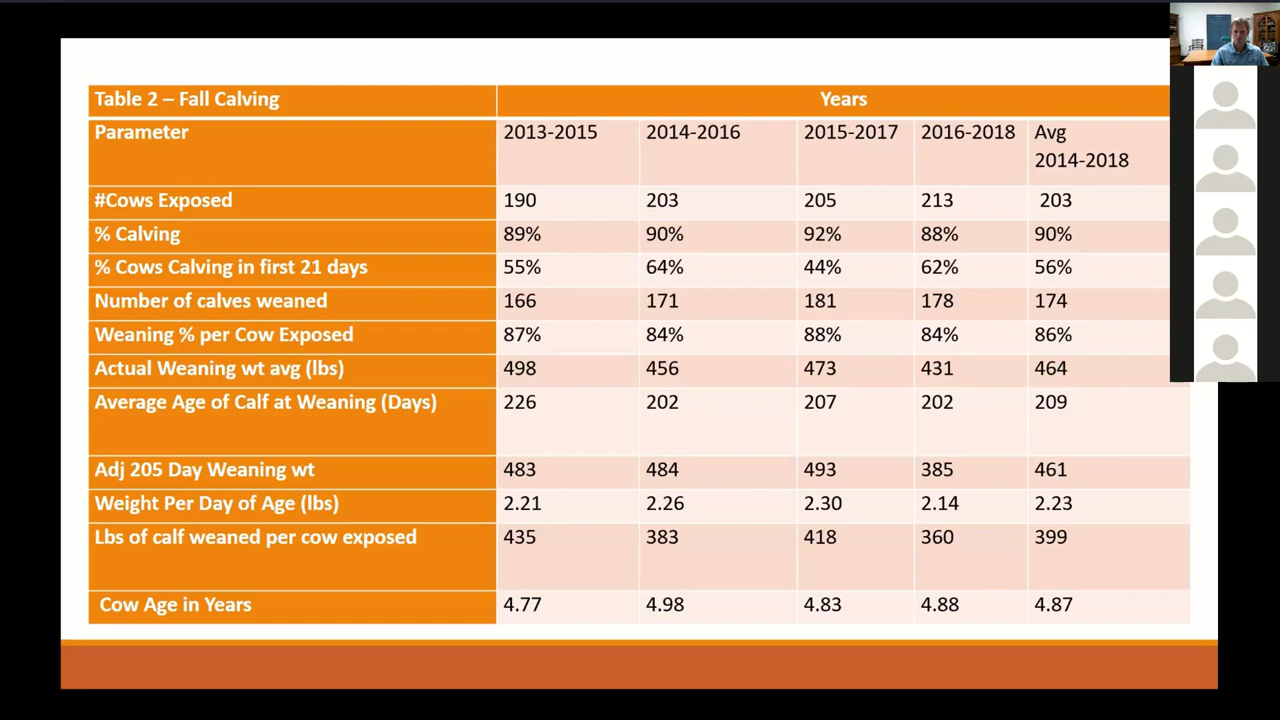 Table 2 – Fall Calving Years
Parameter 2013-2015 2014-2016 2015-2017 2016-2018 Avg
2014-2018
#Cows Exposed 190 203 205 213 203
% Calving 89% 90% 92% 88% 90%
% Cows Calving in first 21 days 55% 64% 44% 62% 56%
Number of calves weaned 166 171 181 178 174
Weaning % per Cow Exposed 87% 84% 88% 84% 86%
Actual Weaning wt avg (lbs) 498 456 473 431 464
Average Age of Calf at Weaning (Days) 226 202 207 202 209
Adj 205 Day Weaning wt 483 484 493 385 461
Weight Per Day of Age (lbs) 2.21 2.26 2.30 2.14 2.23
Lbs of calf weaned per cow exposed 435 383 418 360 399
Cow Age in Years 4.77 4.98 4.83 4.88 4.87